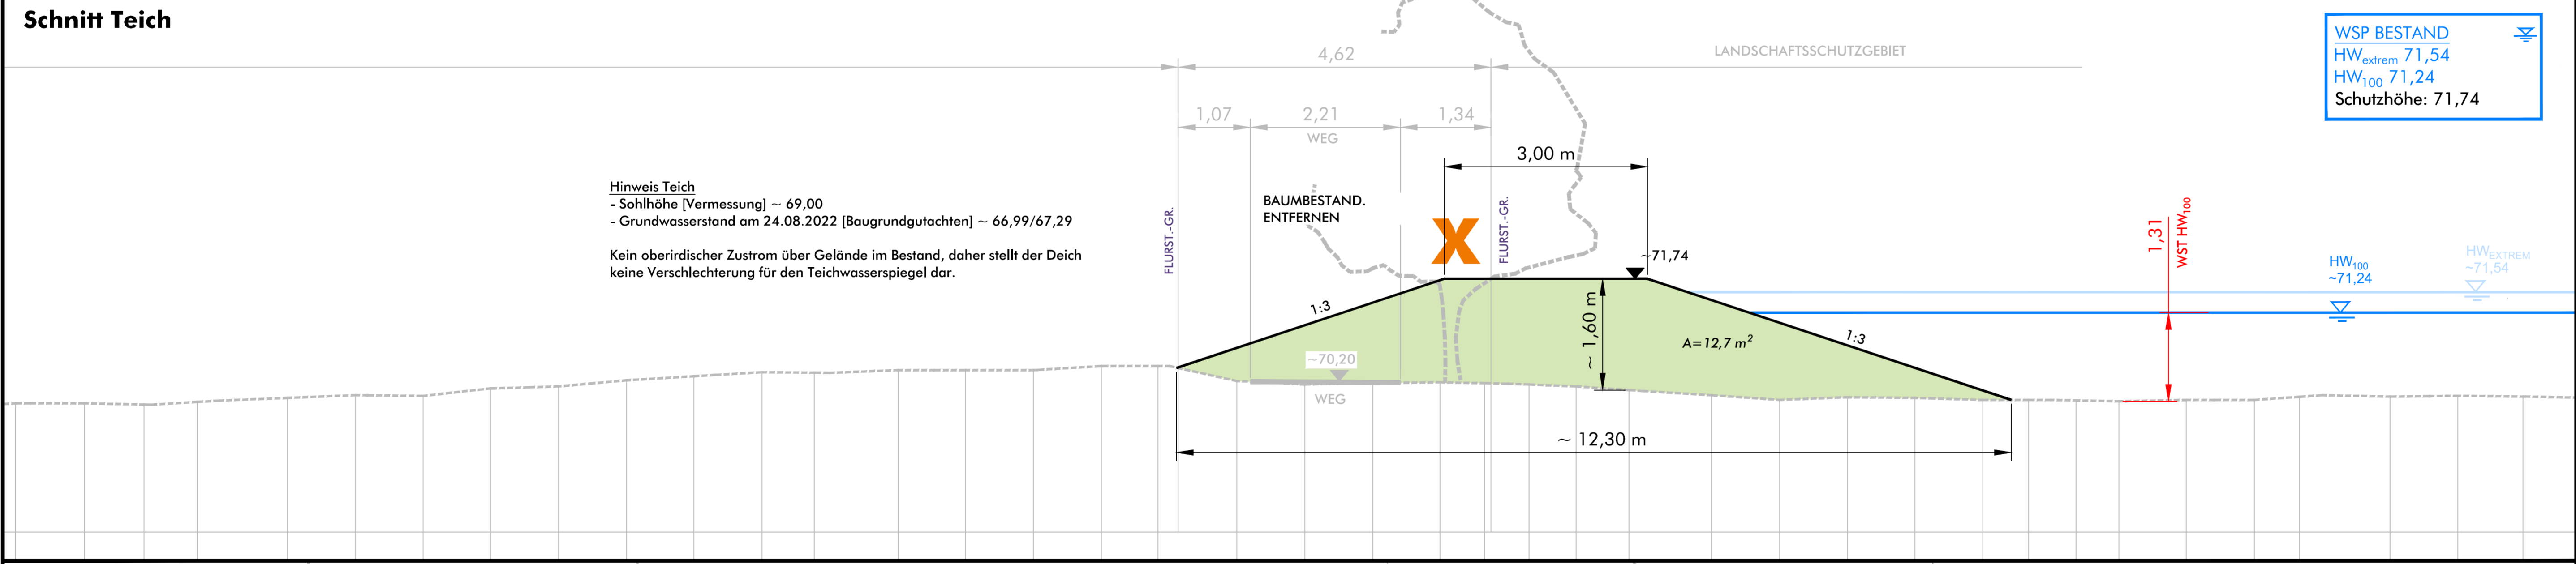 Schnitt Teich
4,62
LANDSCHAFTSSCHUTZGEBIET
WSP BESTAND
HWextrem 71,54
HW100 71,24
Schutzhöhe: 71,74
1,07
2,21
1,34
WEG
3,00 m
Hinweis Teich
- Sohlhöhe [Vermessung] ~ 69,00
- Grundwasserstand am 24.08.2022 [Baugrundgutachten] ~ 66,99/67,29
Kein oberirdischer Zustrom über Gelände im Bestand, daher stellt der Deich
keine Verschlechterung für den Teichwasserspiegel dar.
FLURST.-GR.
BAUMBESTAND.
ENTFERNEN
X
FLURST.-GR.
~71,74
1,31
WST HW100
HW100
~71,24
HWEXTREM
~71,54
1:3
~ 1,60 m
A=12,7 m²
1:3
~70,20
WEG
~ 12,30 m